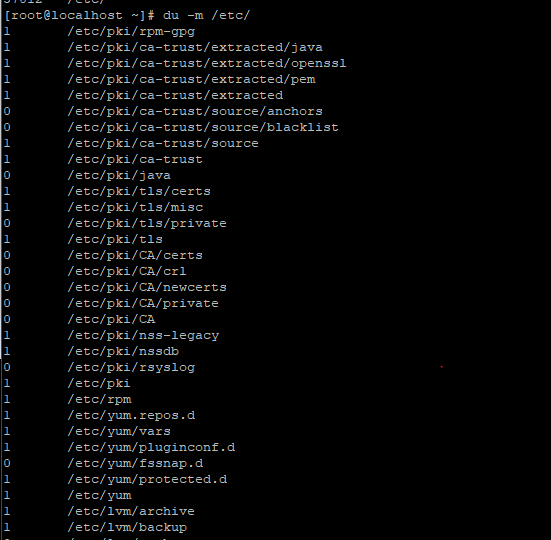 37012 /etc/
[root@localhost ~]# du -m /etc/
1 /etc/pki/rpm-gpg
1 /etc/pki/ca-trust/extracted/java
1 /etc/pki/ca-trust/extracted/openssl
1 /etc/pki/ca-trust/extracted/pem
1 /etc/pki/ca-trust/extracted
0 /etc/pki/ca-trust/source/anchors
0 /etc/pki/ca-trust/source/blacklist
1 /etc/pki/ca-trust/source
1 /etc/pki/ca-trust
0 /etc/pki/java
1 /etc/pki/tls/certs
1 /etc/pki/tls/misc
0 /etc/pki/tls/private
1 /etc/pki/tls
0 /etc/pki/CA/certs
0 /etc/pki/CA/crl
0 /etc/pki/CA/newcerts
0 /etc/pki/CA/private
0 /etc/pki/CA
1 /etc/pki/nss-legacy
1 /etc/pki/nssdb
0 /etc/pki/rsyslog
1 /etc/pki
1 /etc/rpm
1 /etc/yum.repos.d
1 /etc/yum/vars
1 /etc/yum/pluginconf.d
0 /etc/yum/fssnap.d
1 /etc/yum/protected.d
1 /etc/yum
1 /etc/lvm/archive
1 /etc/lvm/backup